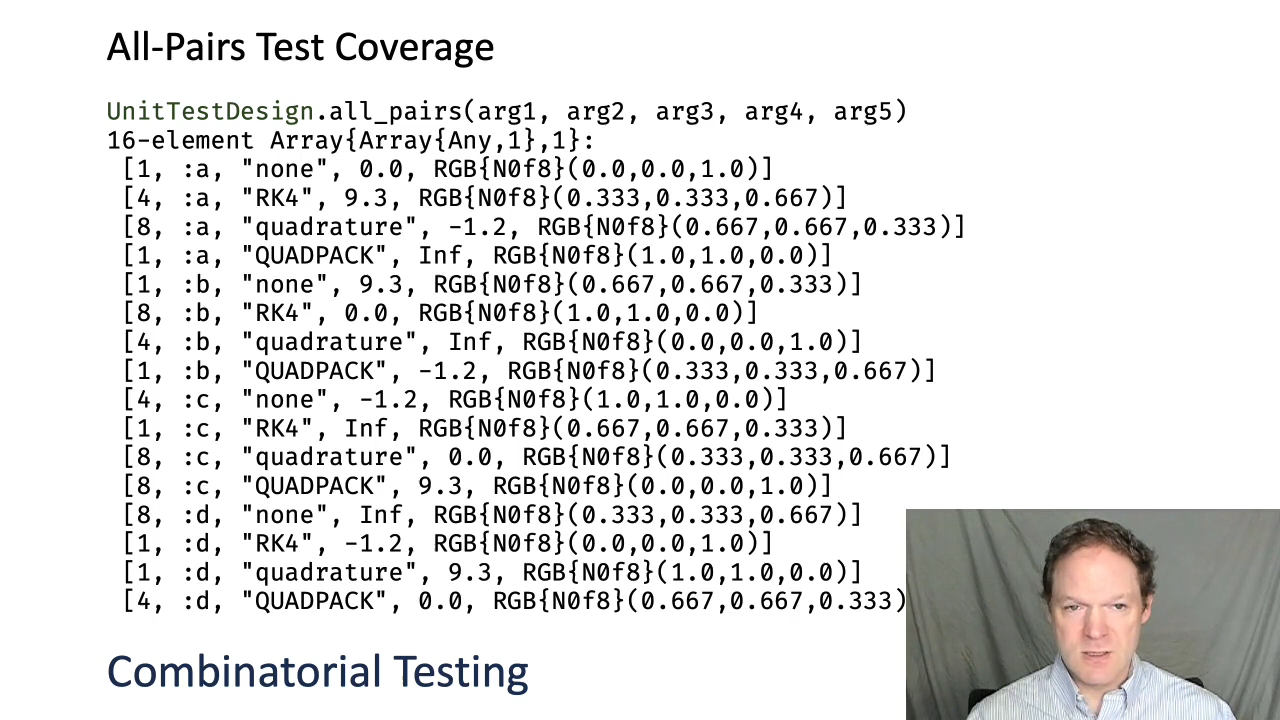 All-Pairs Test Coverage
UnitTestDesign.all_pairs(arg1, arg2, arg3, arg4, arg5)
16-element Array{Array{Any,1},1}:
[1, :a, "none", 0.0, RGB{N0f8}(0.0,0.0,1.0)]
[4, :a, "RK4", 9.3, RGB{N0f8}(0.333,0.333,0.667)]
[8, :a, "quadrature", -1.2, RGB{N0f8}(0.667,0.667,0.333)]
[1, :a, "QUADPACK", Inf, RGB{N0f8}(1.0,1.0,0.0)]
[1, :b, "none", 9.3, RGB{N0f8}(0.667,0.667,0.333)]
[8, :b, "RK4", 0.0, RGB{N0f8}(1.0,1.0,0.0)]
[4, :b, "quadrature", Inf, RGB{N0f8}(0.0,0.0,1.0)]
[1, :b, "QUADPACK", -1.2, RGB{N0f8}(0.333,0.333,0.667)]
[4, :c, "none", -1.2, RGB{N0f8}(1.0,1.0,0.0)]
[1, :c, "RK4", Inf, RGB{N0f8}(0.667,0.667,0.333)]
[8, :c, "quadrature", 0.0, RGB{N0f8}(0.333,0.333,0.667)]
[8, :c, "QUADPACK", 9.3, RGB{N0f8}(0.0,0.0,1.0)]
[8, :d, "none", Inf, RGB{N0f8}(0.333,0.333,0.667)]
[1, :d, "RK4", -1.2, RGB{N0f8}(0.0,0.0,1.0)]
[1, :d, "quadrature", 9.3, RGB{N0f8}(1.0,1.0,0.0)]
[4, :d, "QUADPACK", 0.0, RGB{N0f8}(0.667,0.667,0.333)
Combinatorial Testing